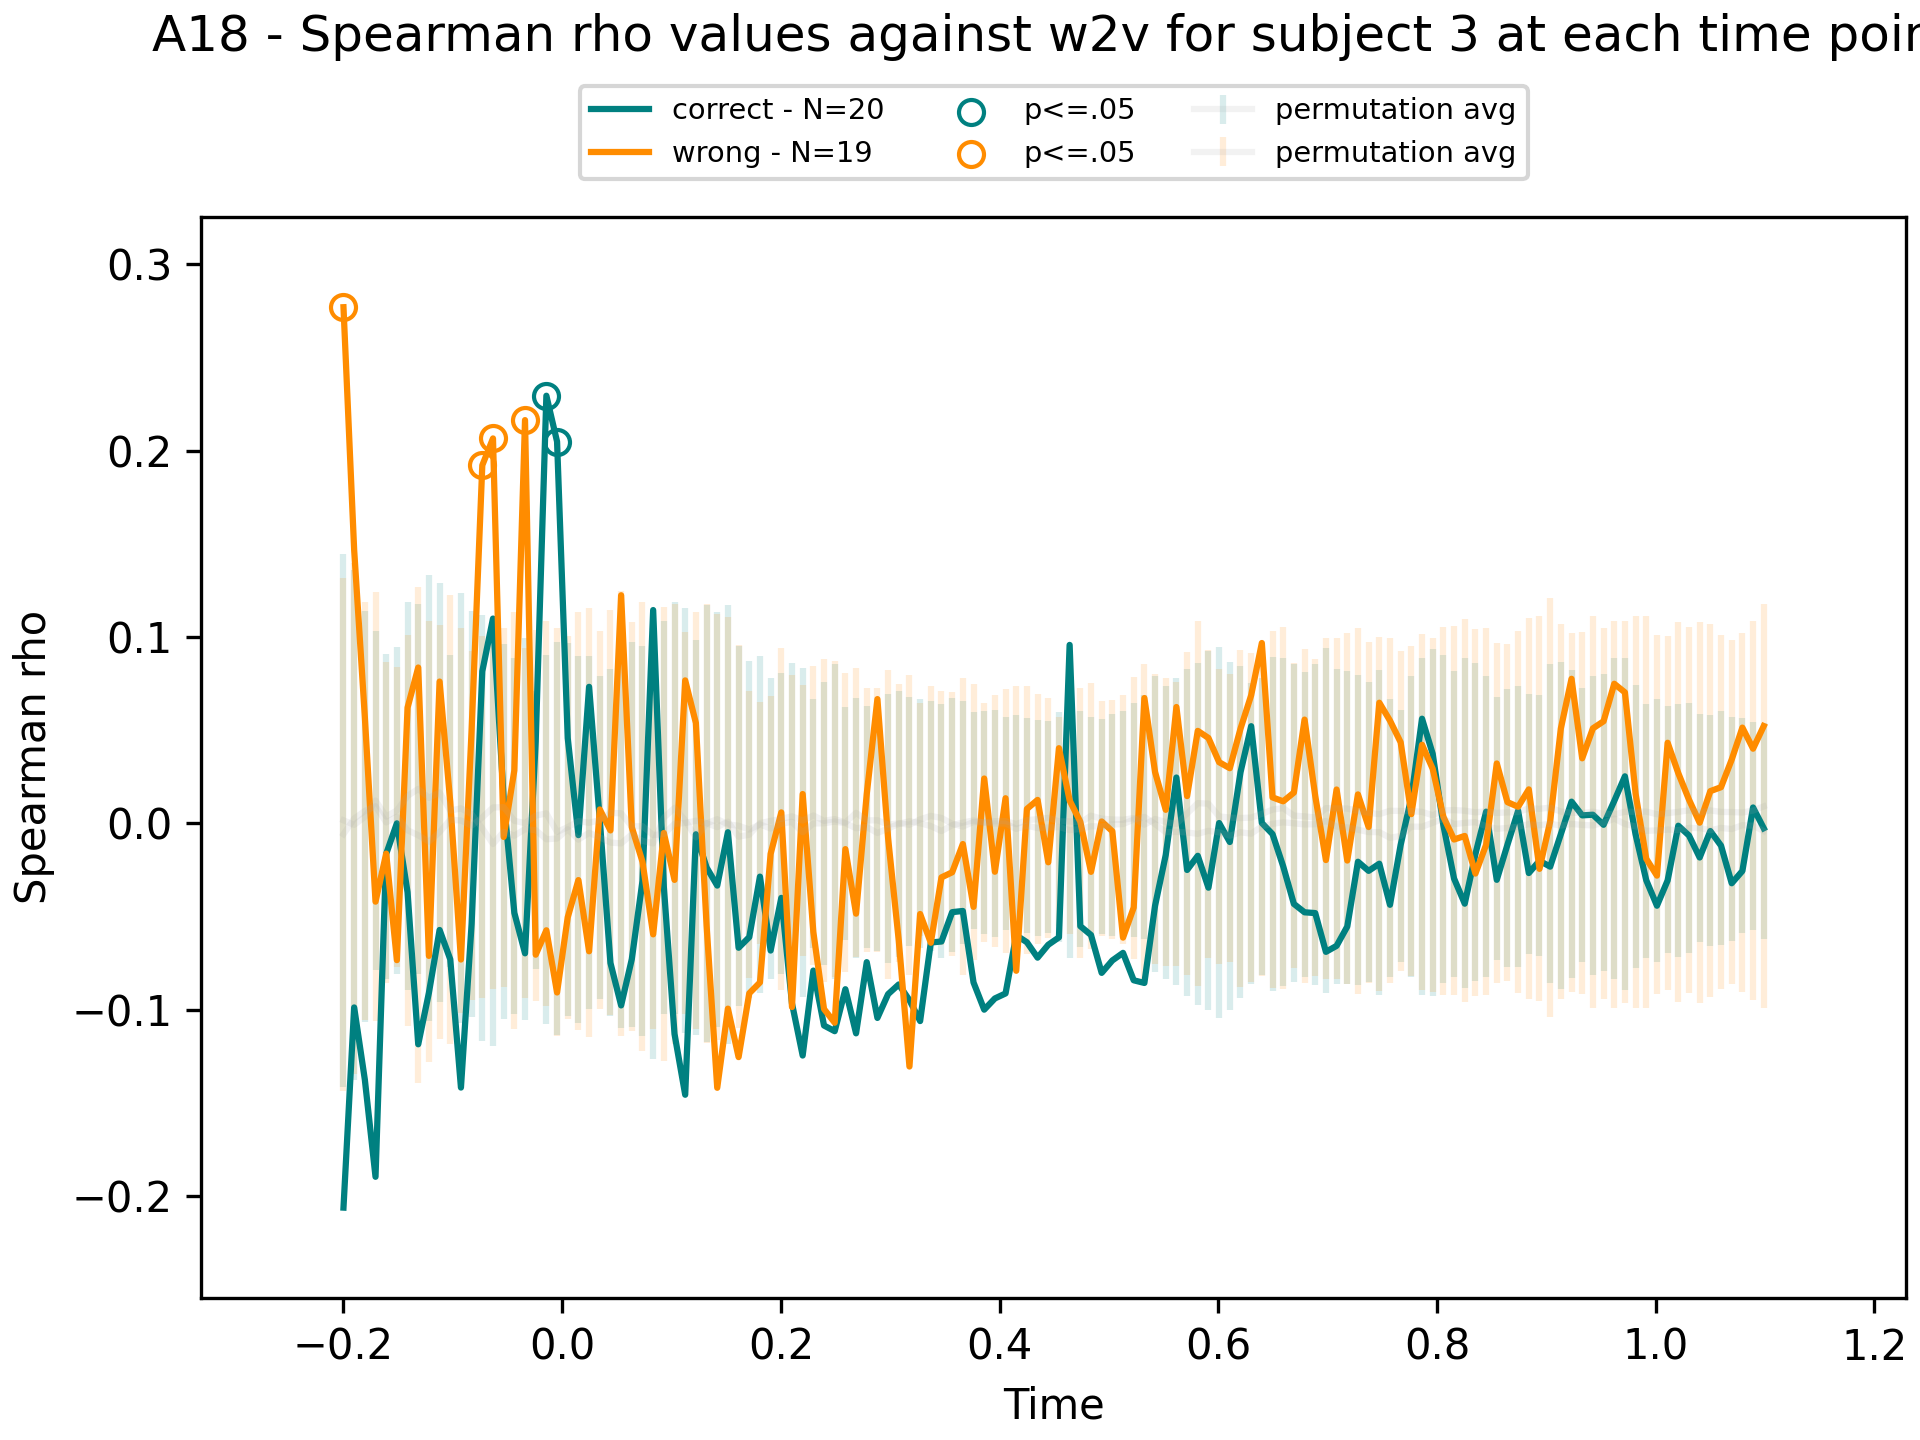 A18 - Spearman rho values against w2v for subject 3 at each time poin
correct - N=20
wrong - N=19
p<=.05
p<=.05
permutation avg
permutation avg
Spearman rho
0.3
0.2
0.1
0.0
−0.1
−0.2
−0.2 0.0 0.2 0.4 0.6 0.8 1.0 1.2
Time